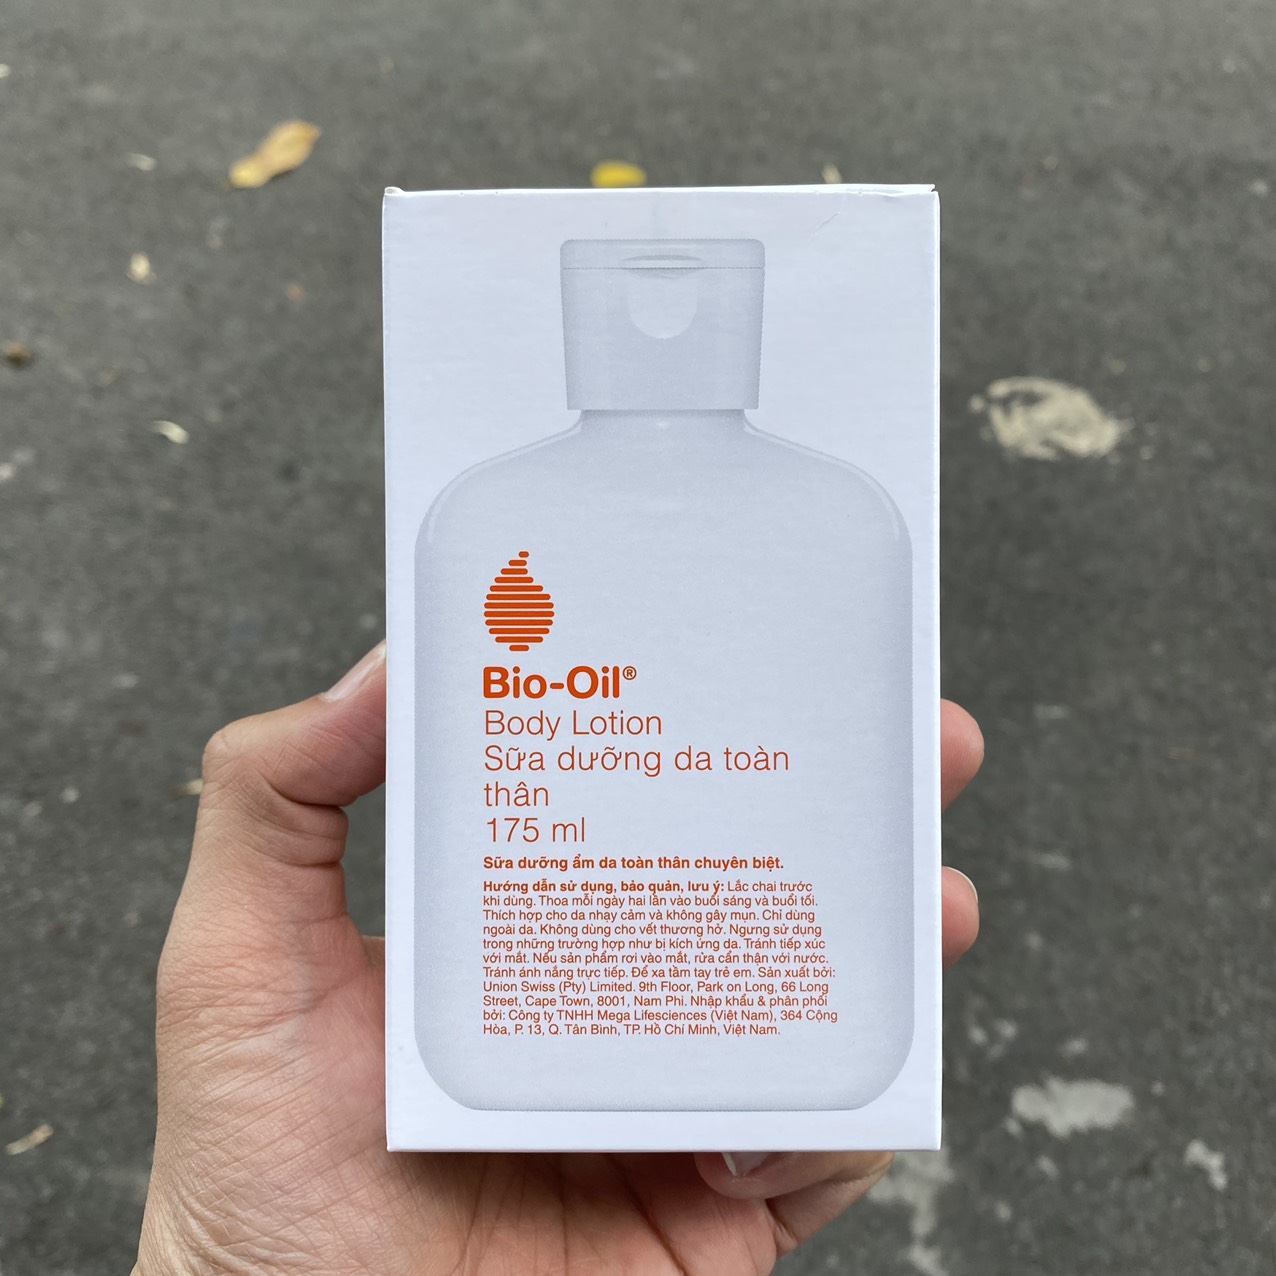 Bio-Oil®
Body Lotion
Sữa dưỡng da toàn
thân
175 ml
Sữa dưỡng ẩm da toàn thân chuyên biệt.
Hướng dẫn sử dụng, bảo quản, lưu ý: Lắc chai trước
khi dùng. Thoa mỗi ngày hai lần vào buổi sáng và buổi tối.
Thích hợp cho da nhạy cảm và không gây mụn. Chỉ dùng
ngoài da. Không dùng cho vết thương hở. Ngưng sử dụng
trong những trường hợp như bị kích ứng da. Tránh tiếp xúc
với mắt. Nếu sản phẩm rơi vào mắt, rửa cẩn thận với nước.
Tránh ánh nắng trực tiếp. Để xa tầm tay trẻ em. Sản xuất bởi:
Union Swiss (Pty) Limited. 9th Floor, Park on Long, 66 Long
Street, Cape Town, 8001, Nam Phi. Nhập khẩu & phân phối
bởi: Công ty TNHH Mega Lifesciences (Việt Nam), 364 Cộng
Hòa, P. 13, Q. Tân Bình, TP. Hồ Chí Minh, Việt Nam.